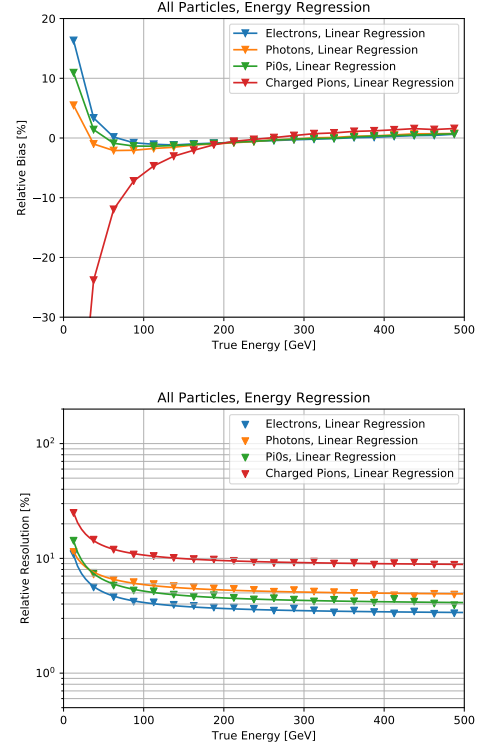 All Particles, Energy Regression
Electrons, Linear Regression
Photons, Linear Regression
Pi0s, Linear Regression
Charged Pions, Linear Regression
20
10
0
−10
−20
−30
Relative Bias [%]
0 100 200 300 400 500
True Energy [GeV]
All Particles, Energy Regression
Electrons, Linear Regression
Photons, Linear Regression
Pi0s, Linear Regression
Charged Pions, Linear Regression
10²
10¹
10⁰
Relative Resolution [%]
0 100 200 300 400 500
True Energy [GeV]